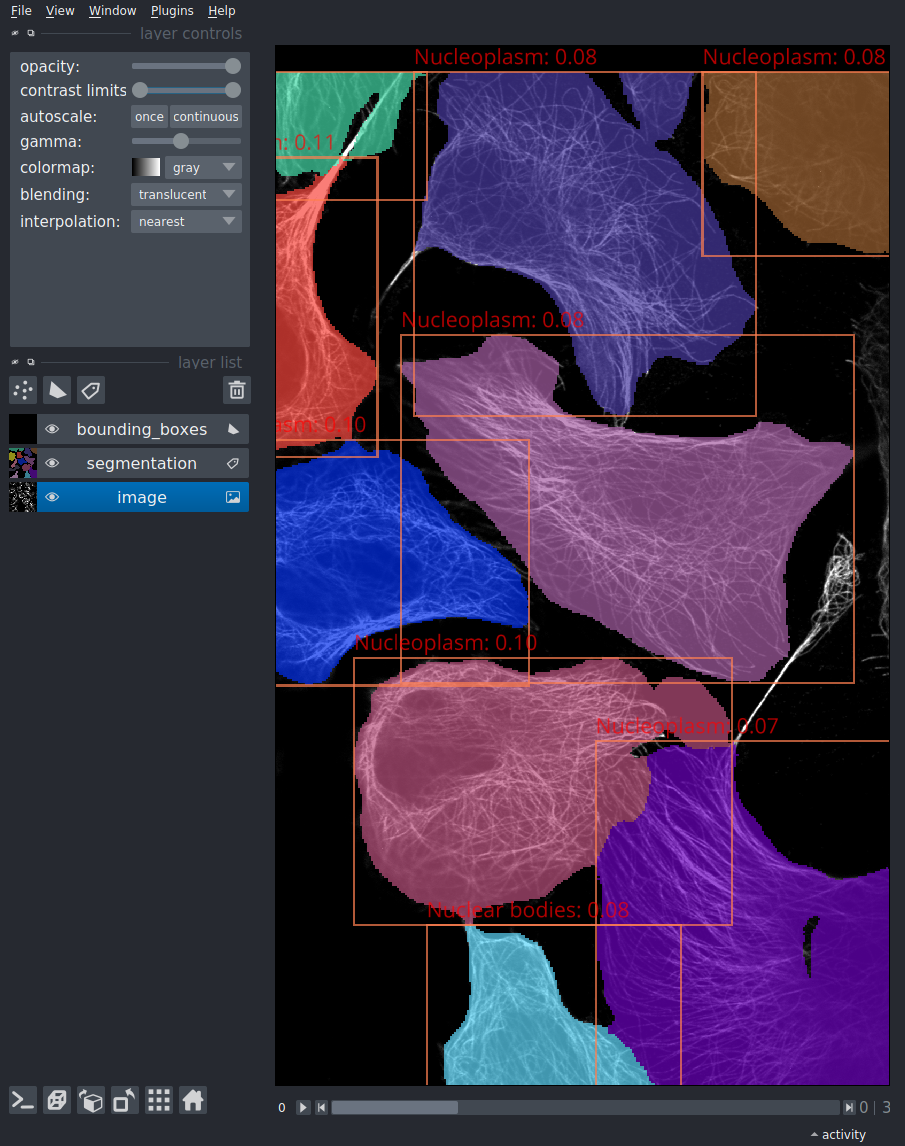 File View Window Plugins Help
layer controls
opacity:
contrast limits
autoscale: once continuous
gamma:
colormap: gray
blending: translucent
interpolation: nearest
layer list
bounding_boxes
segmentation
image
Nucleoplasm: 0.08
Nucleoplasm: 0.08
: 0.11
Nucleoplasm: 0.08
sm: 0.10
Nucleoplasm: 0.10
Nucleoplasm: 0.07
Nuclear bodies: 0.08
0
0 | 3
activity